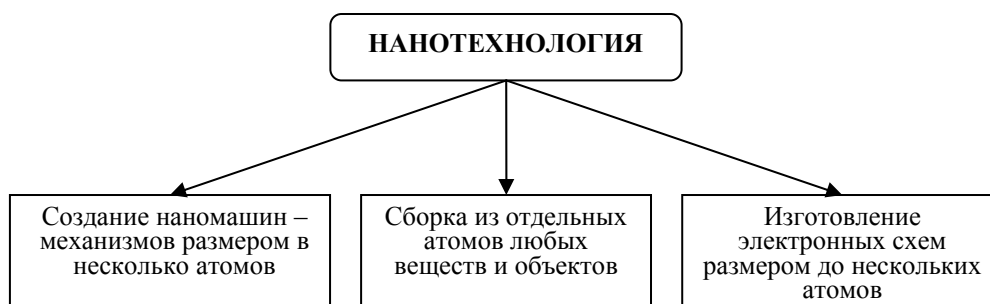 НАНОТЕХНОЛОГИЯ
Создание наномашин –
механизмов размером в
несколько атомов
Сборка из отдельных
атомов любых
веществ и объектов
Изготовление
электронных схем
размером до нескольких
атомов